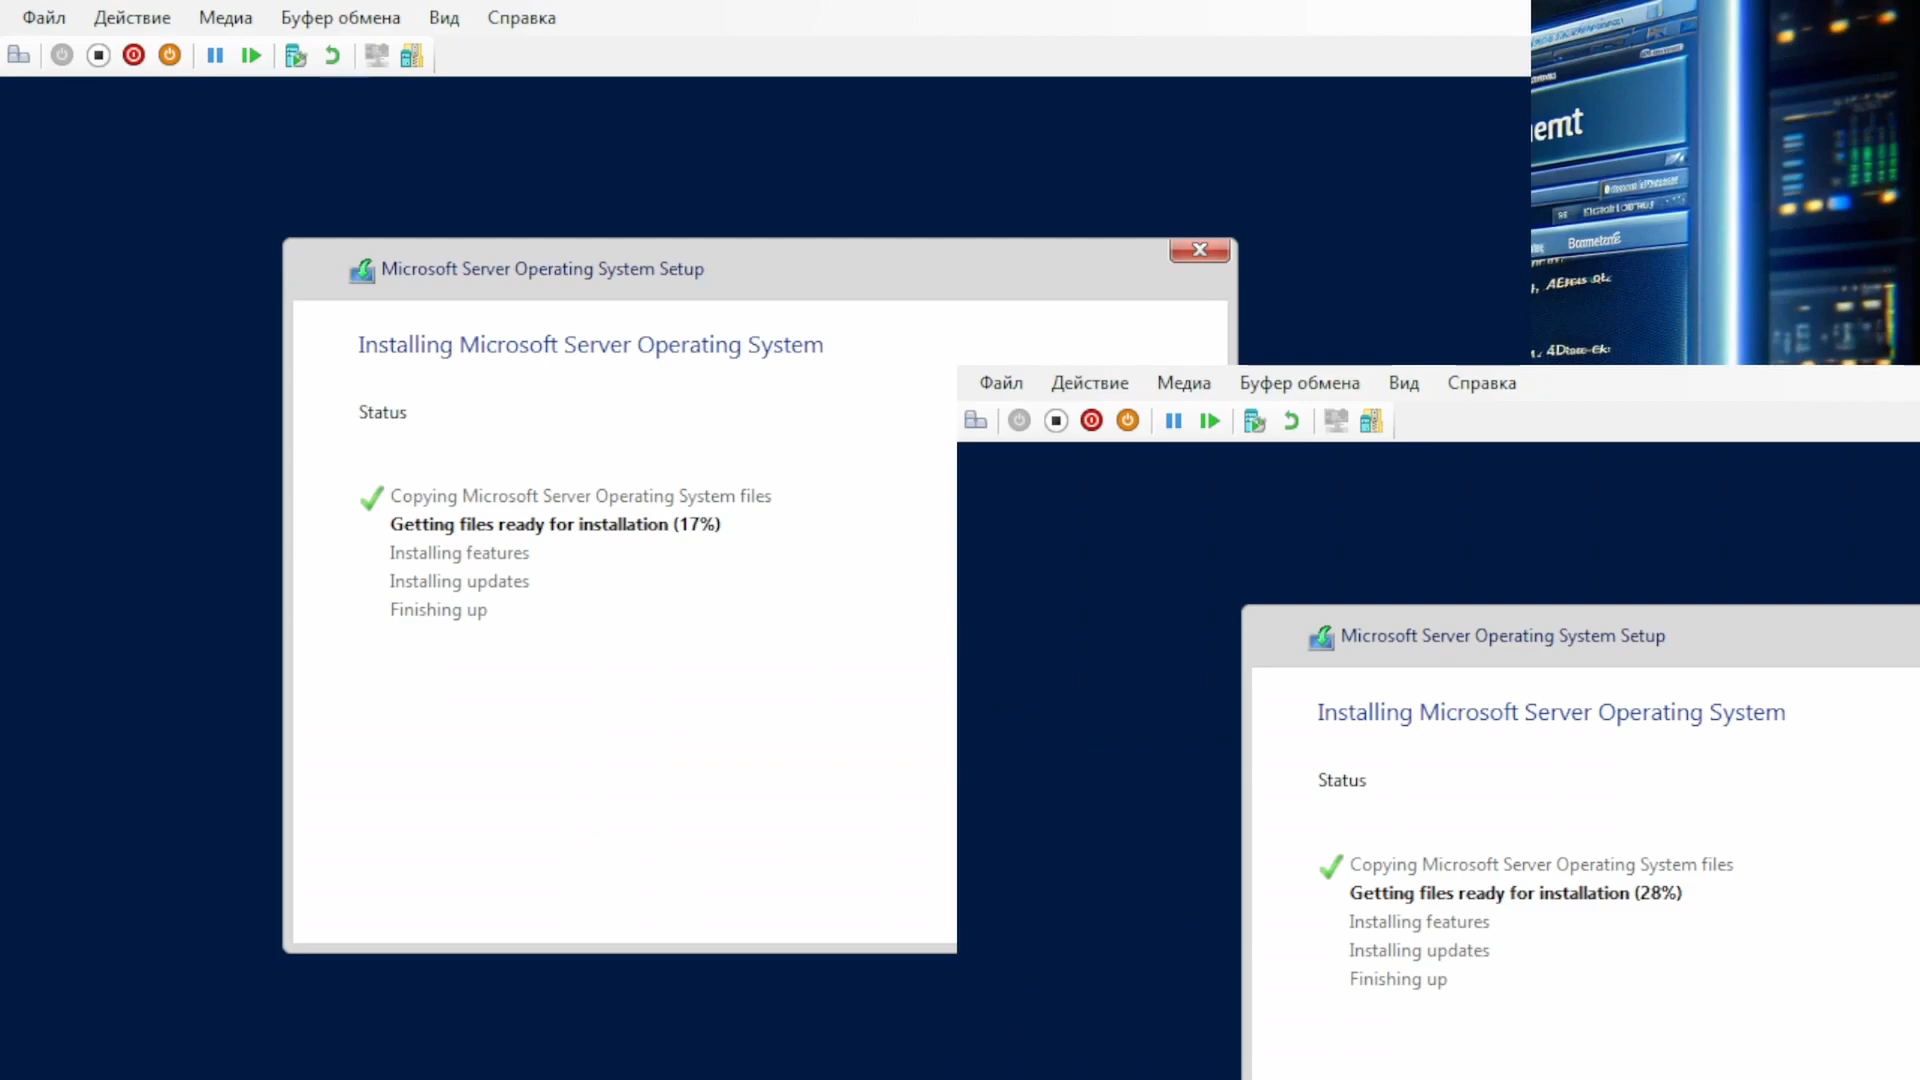 Файл Действие Медиа Буфер обмена Вид Справка
Microsoft Server Operating System Setup
Installing Microsoft Server Operating System
Status
Copying Microsoft Server Operating System files
Getting files ready for installation (17%)
Installing features
Installing updates
Finishing up
emt
Файл Действие Медиа Буфер обмена Вид Справка
Microsoft Server Operating System Setup
Installing Microsoft Server Operating System
Status
Copying Microsoft Server Operating System files
Getting files ready for installation (28%)
Installing features
Installing updates
Finishing up